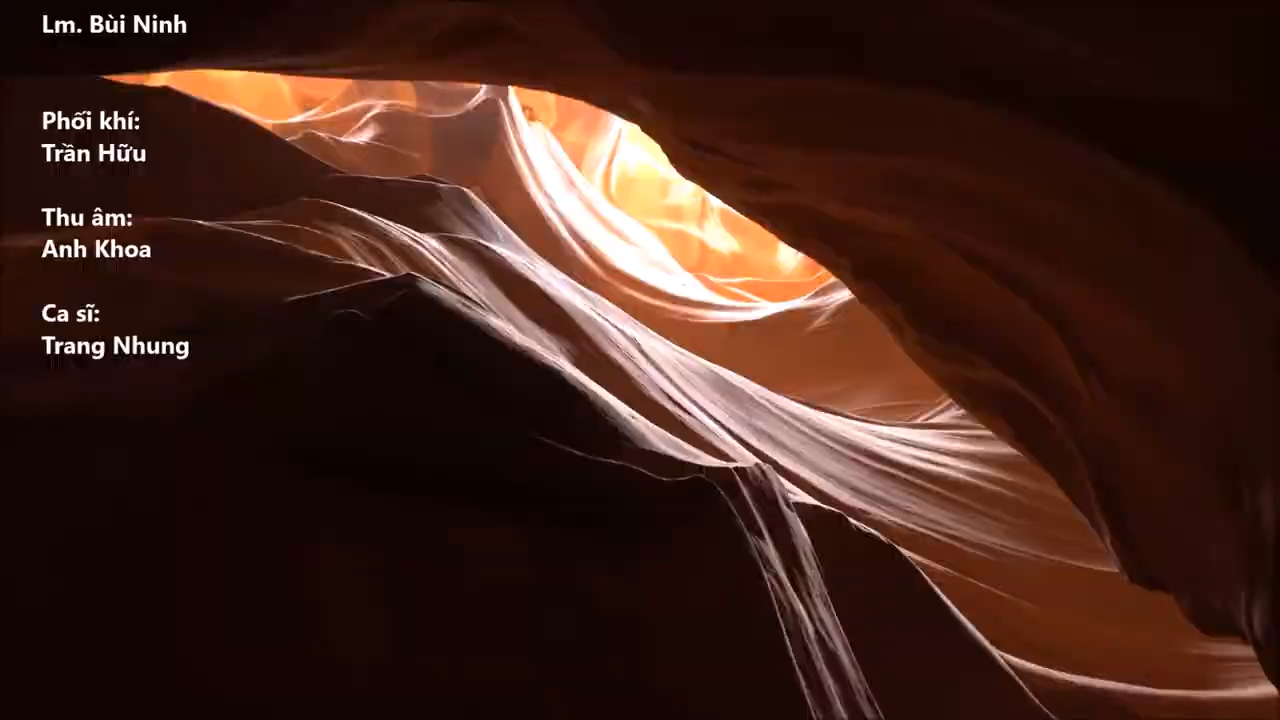 Lm. Bùi Ninh
Phối khí:
Trần Hữu
Thu âm:
Anh Khoa
Ca sĩ:
Trang Nhung